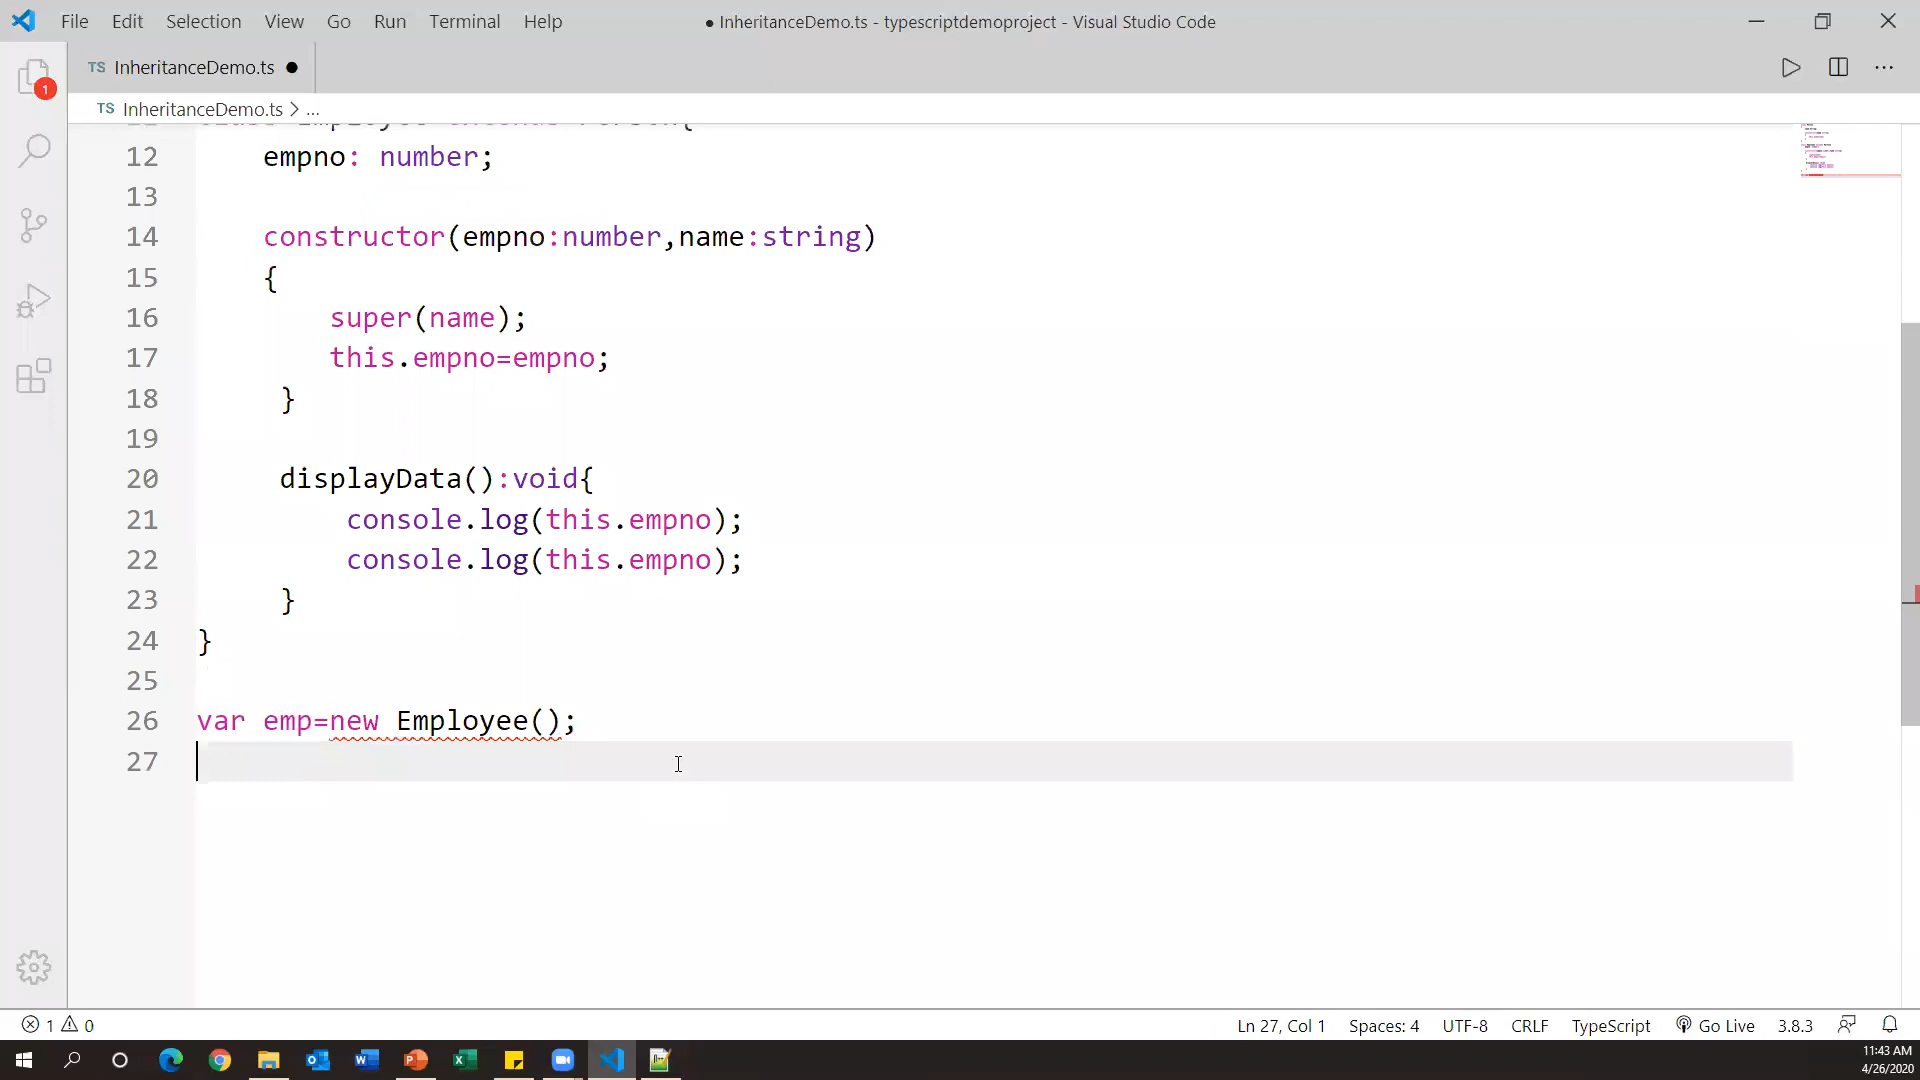 File Edit Selection View Go Run Terminal Help
● InheritanceDemo.ts - typescriptdemoproject - Visual Studio Code
TS InheritanceDemo.ts ●
1
TS InheritanceDemo.ts > ...
12 empno: number;
13
14 constructor(empno:number,name:string)
15 {
16 super(name);
17 this.empno=empno;
18 }
19
20 displayData():void{
21 console.log(this.empno);
22 console.log(this.empno);
23 }
24 }
25
26 var emp=new Employee();
27
1 0 Ln 27, Col 1 Spaces: 4 UTF-8 CRLF TypeScript Go Live 3.8.3
11:43 AM
4/26/2020